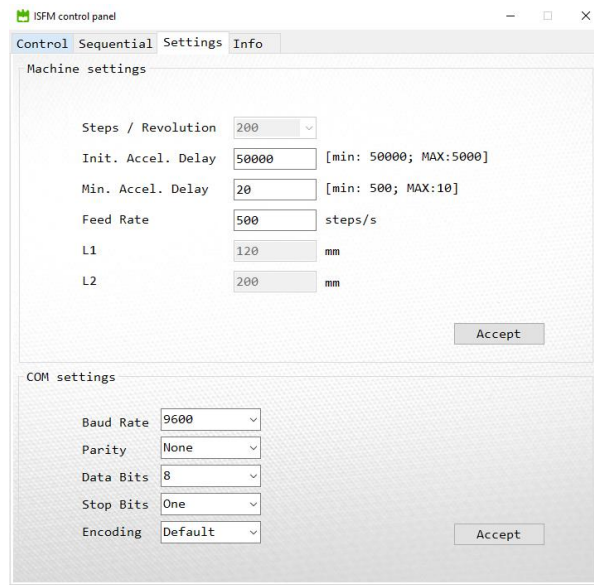 ISFM control panel
Control Sequential Settings Info
Machine settings
Steps / Revolution 200
Init. Accel. Delay 50000 [min: 50000; MAX:5000]
Min. Accel. Delay 20 [min: 500; MAX:10]
Feed Rate 500 steps/s
L1 120 mm
L2 200 mm
Accept
COM settings
Baud Rate 9600
Parity None
Data Bits 8
Stop Bits One
Encoding Default
Accept